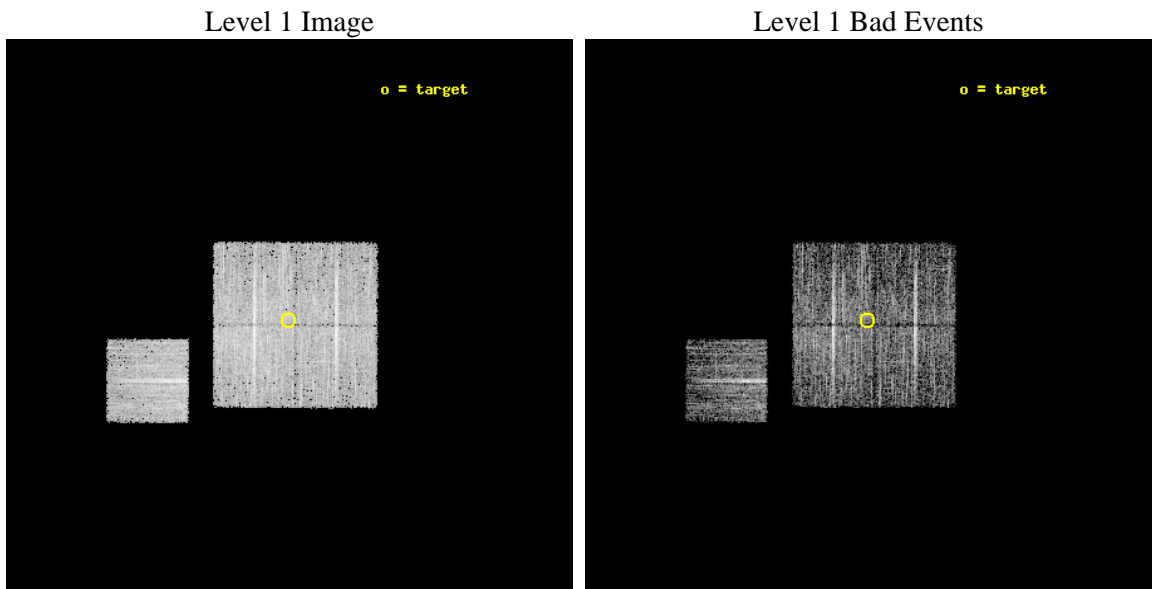 Level 1 Image
Level 1 Bad Events
o = target
o = target